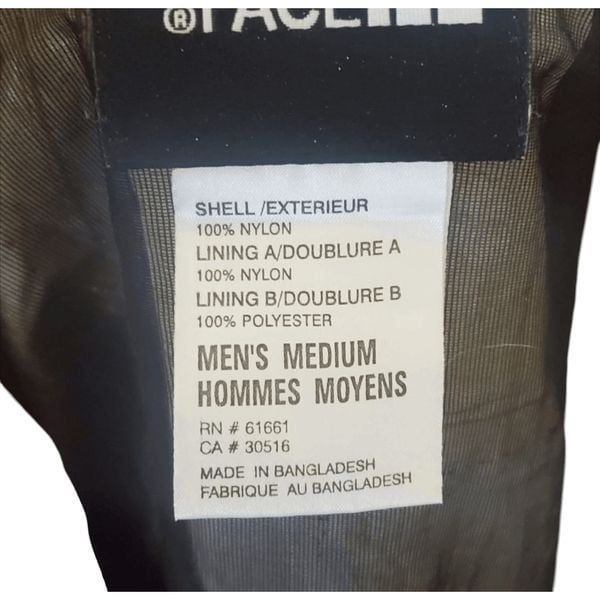 ®FACE
SHELL /EXTERIEUR
100% NYLON
LINING A/DOUBLURE A
100% NYLON
LINING B/DOUBLURE B
100% POLYESTER
MEN'S MEDIUM
HOMMES MOYENS
RN # 61661
CA # 30516
MADE IN BANGLADESH
FABRIQUE AU BANGLADESH